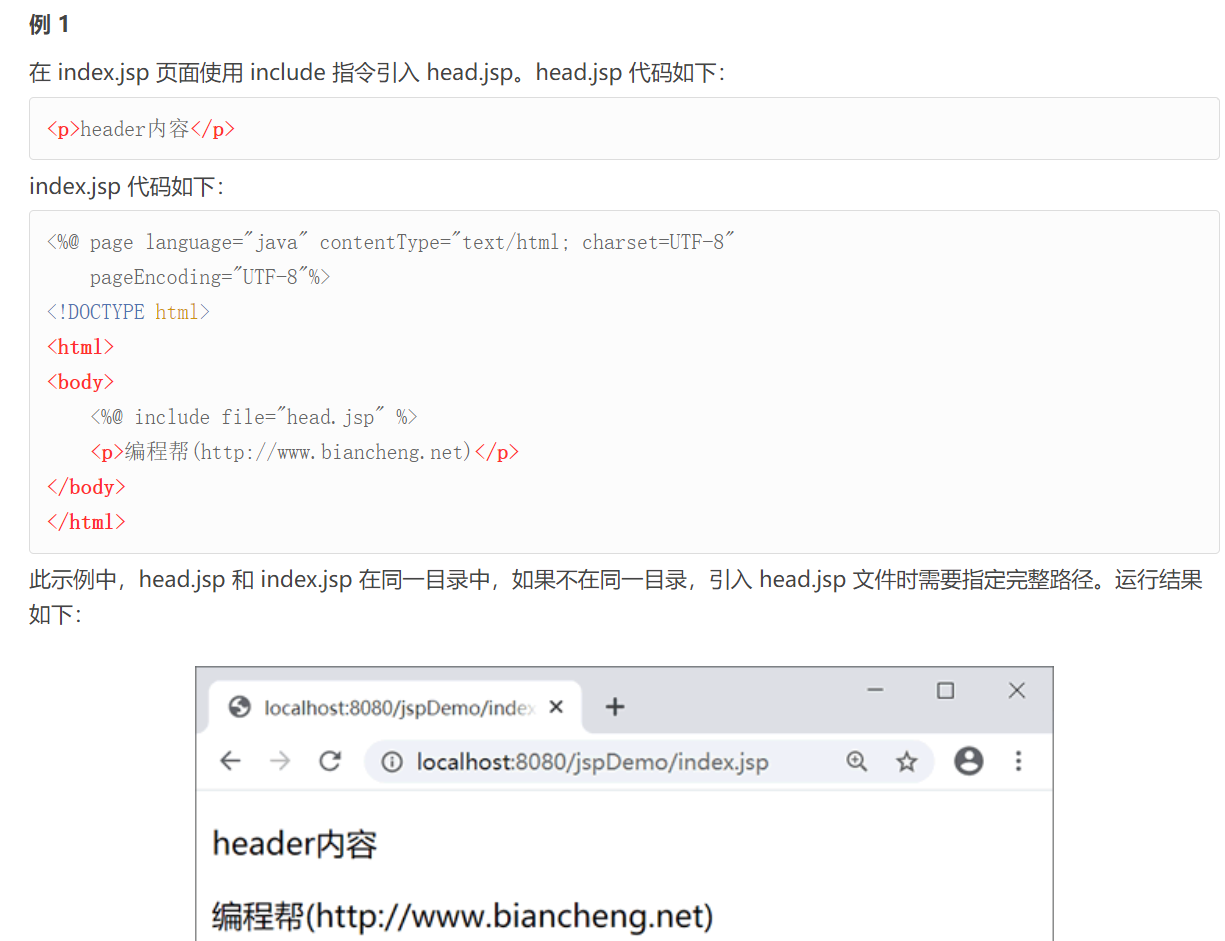 例 1
在 index.jsp 页面使用 include 指令引入 head.jsp。head.jsp 代码如下：
<p>header内容</p>
index.jsp 代码如下：
<%@ page language="java" contentType="text/html; charset=UTF-8"
    pageEncoding="UTF-8"%>
<!DOCTYPE html>
<html>
<body>
    <%@ include file="head.jsp" %>
    <p>编程帮(http://www.biancheng.net)</p>
</body>
</html>
此示例中，head.jsp 和 index.jsp 在同一目录中，如果不在同一目录，引入 head.jsp 文件时需要指定完整路径。运行结果
如下：
localhost:8080/jspDemo/index
localhost:8080/jspDemo/index.jsp
header内容
编程帮(http://www.biancheng.net)